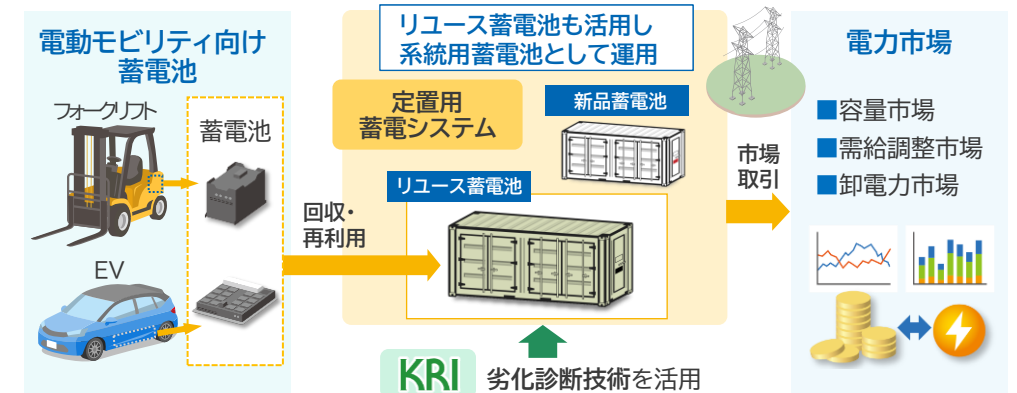 電動モビリティ向け
蓄電池
フォークリフト
蓄電池
EV
回収・
再利用
リユース蓄電池も活用し
系統用蓄電池として運用
定置用
蓄電システム
新品蓄電池
リユース蓄電池
KRI 劣化診断技術を活用
市場
取引
電力市場
■容量市場
■需給調整市場
■卸電力市場